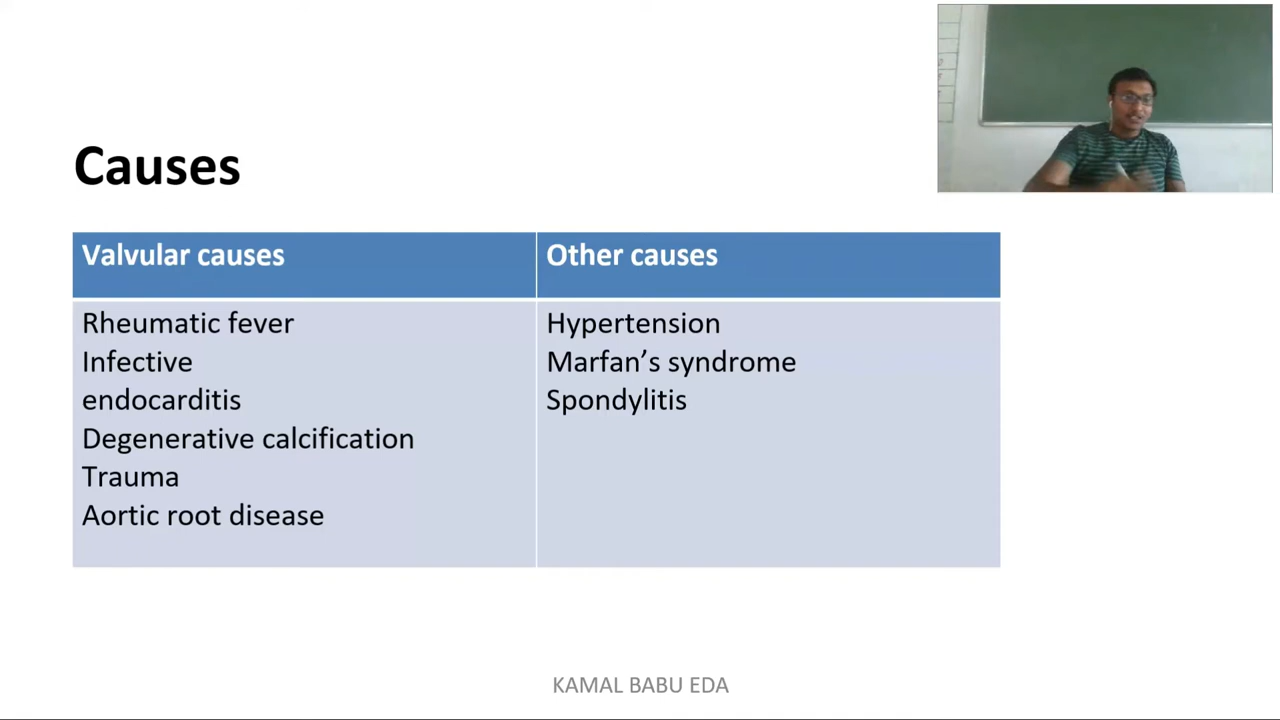 Causes
Valvular causes
Other causes
Rheumatic fever
Infective
endocarditis
Degenerative calcification
Trauma
Aortic root disease
Hypertension
Marfan’s syndrome
Spondylitis
KAMAL BABU EDA